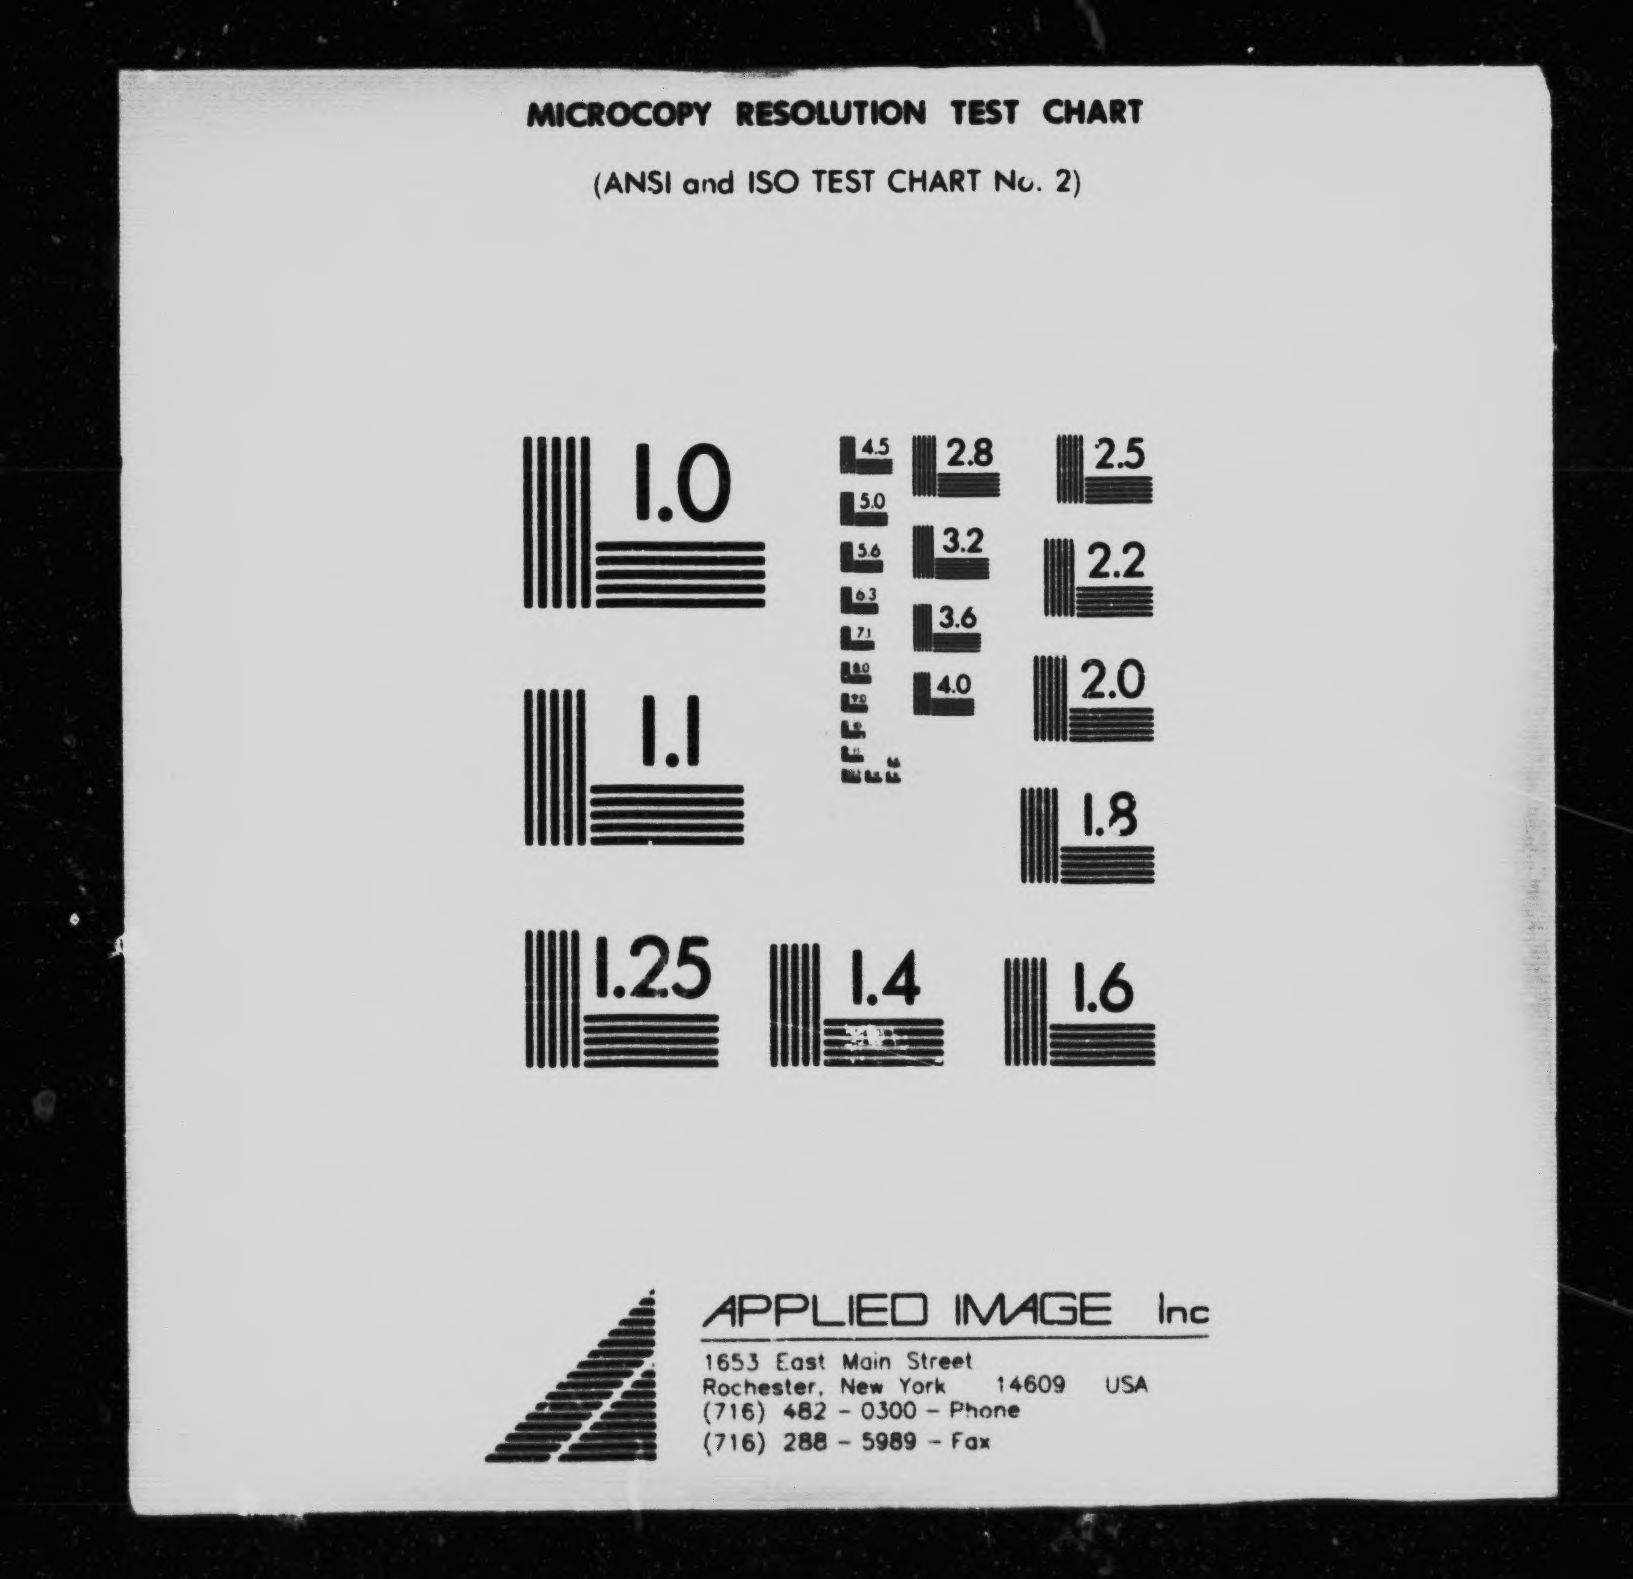 MICROCOPY RESOLUTION TEST CHART
(ANSI and ISO TEST CHART No. 2)
1.0
1.1
1.25
1.4
1.6
4.5
5.0
5.6
6.3
7.1
8.0
9.0
2.8
3.2
3.6
4.0
2.5
2.2
2.0
1.8
APPLIED IMAGE Inc
1653 East Main Street
Rochester, New York 14609 USA
(716) 482 - 0300 - Phone
(716) 288 - 5989 - Fax